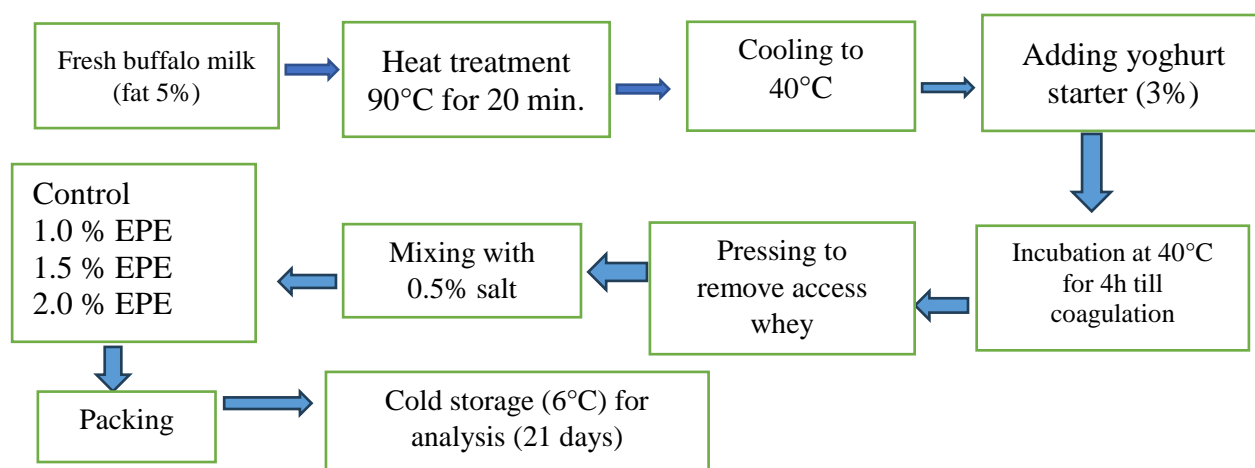 Fresh buffalo milk
(fat 5%)
Heat treatment
90°C for 20 min.
Cooling to
40°C
Adding yoghurt
starter (3%)
Incubation at 40°C
for 4h till
coagulation
Pressing to
remove access
whey
Mixing with
0.5% salt
Control
1.0 % EPE
1.5 % EPE
2.0 % EPE
Packing
Cold storage (6°C) for
analysis (21 days)